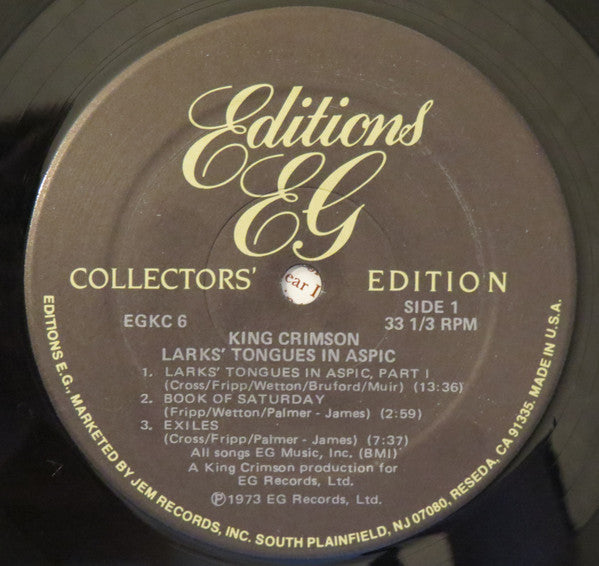 Editions
EG
COLLECTORS' EDITION
EGKC 6
SIDE 1
33 1/3 RPM
ear I
KING CRIMSON
LARKS' TONGUES IN ASPIC
1. LARKS' TONGUES IN ASPIC, PART I
(Cross/Fripp/Wetton/Bruford/Muir) (13:36)
2. BOOK OF SATURDAY
(Fripp/Wetton/Palmer - James) (2:59)
3. EXILES
(Cross/Fripp/Palmer - James) (7:37)
All songs EG Music, Inc. (BMI)
A King Crimson production for
EG Records, Ltd.
Ⓟ1973 EG Records, Ltd.
EDITIONS E.G., MARKETED BY JEM RECORDS, INC. SOUTH PLAINFIELD, NJ 07080, RESEDA, CA 91335. MADE IN U.S.A.